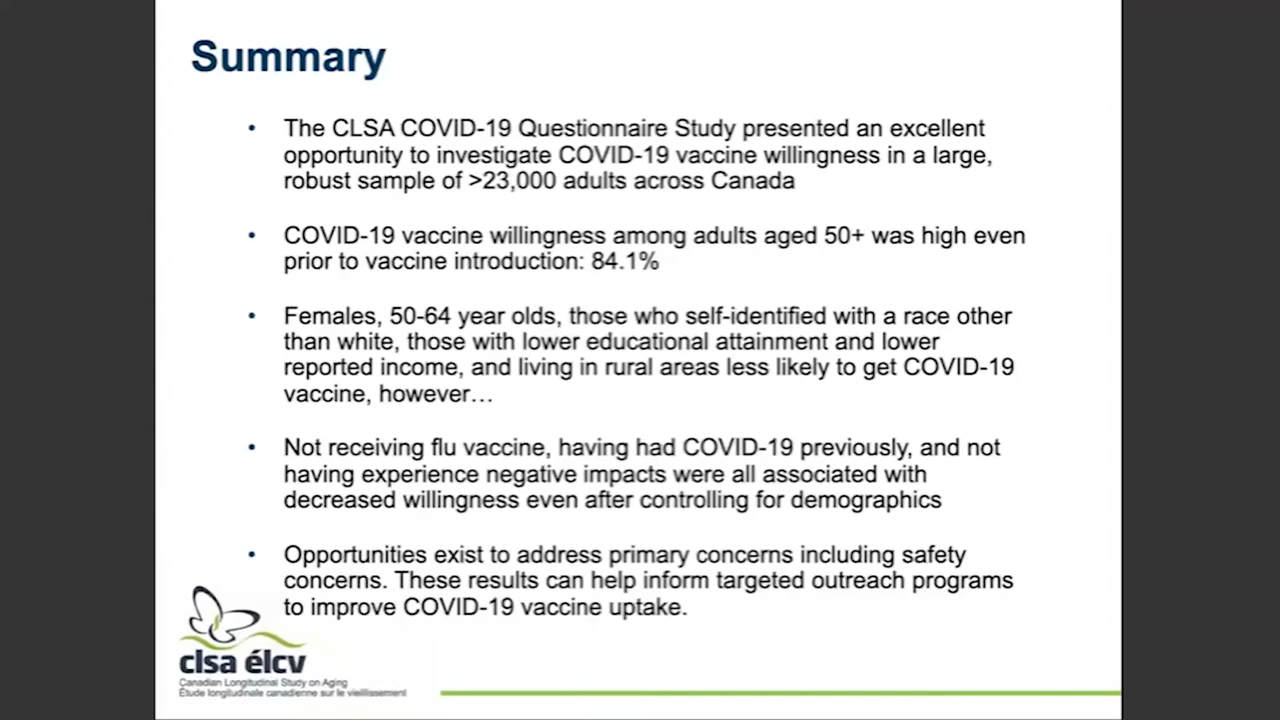 Summary
• The CLSA COVID-19 Questionnaire Study presented an excellent
opportunity to investigate COVID-19 vaccine willingness in a large,
robust sample of >23,000 adults across Canada
• COVID-19 vaccine willingness among adults aged 50+ was high even
prior to vaccine introduction: 84.1%
• Females, 50-64 year olds, those who self-identified with a race other
than white, those with lower educational attainment and lower
reported income, and living in rural areas less likely to get COVID-19
vaccine, however…
• Not receiving flu vaccine, having had COVID-19 previously, and not
having experience negative impacts were all associated with
decreased willingness even after controlling for demographics
• Opportunities exist to address primary concerns including safety
concerns. These results can help inform targeted outreach programs
to improve COVID-19 vaccine uptake.
clsa élcv
Canadian Longitudinal Study on Aging
Étude longitudinale canadienne sur le vieillissement